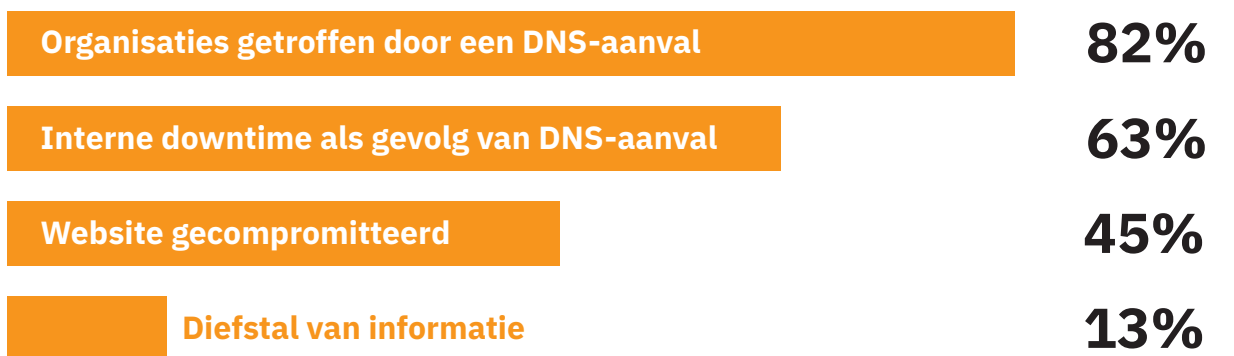 Organisaties getroffen door een DNS-aanval 82%
Interne downtime als gevolg van DNS-aanval 63%
Website gecompromitteerd 45%
Diefstal van informatie 13%